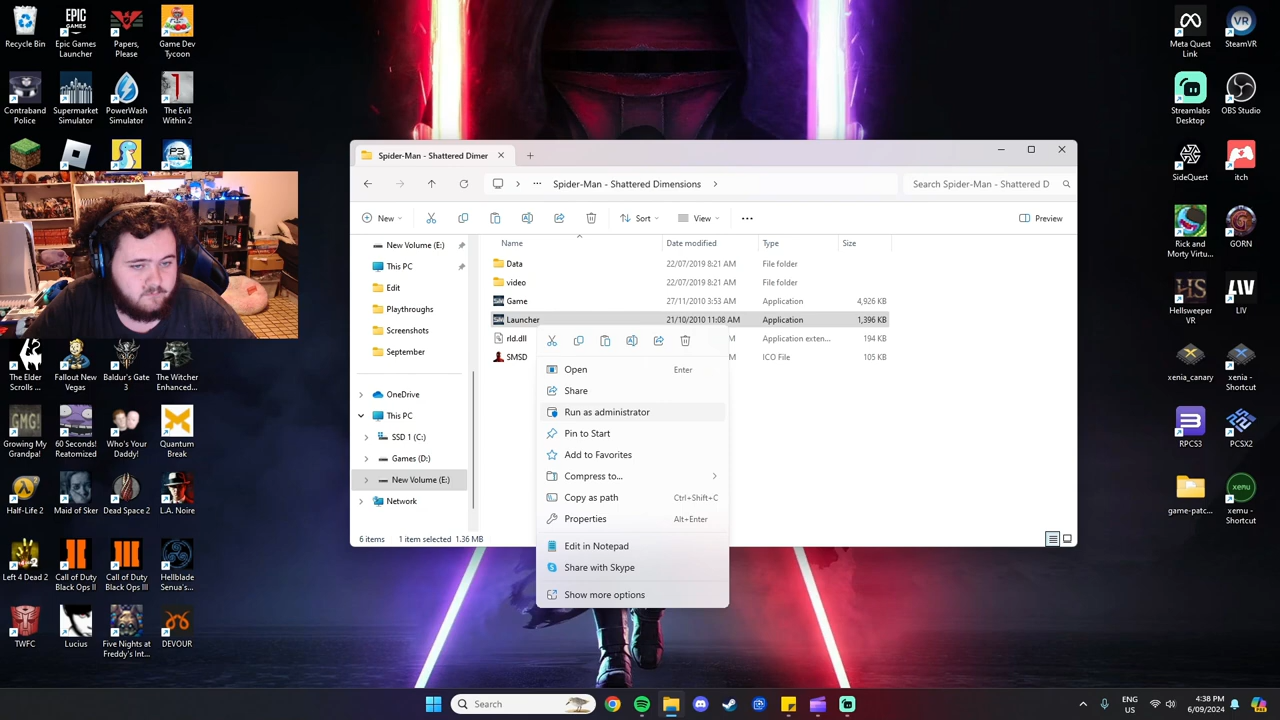 Recycle Bin
Epic Games Launcher
Papers, Please
Game Dev Tycoon
Contraband Police
Supermarket Simulator
PowerWash Simulator
The Evil Within 2
The Elder Scrolls ...
Fallout New Vegas
Baldur's Gate 3
The Witcher Enhanced...
Growing My Grandpa!
60 Seconds! Reatomized
Who's Your Daddy!
Quantum Break
Half-Life 2
Maid of Sker
Dead Space 2
L.A. Noire
Left 4 Dead 2
Call of Duty Black Ops II
Call of Duty Black Ops III
Hellblade Senua's...
TWFC
Lucius
Five Nights at Freddy's Int...
DEVOUR
Spider-Man - Shattered Dimer
Spider-Man - Shattered Dimensions
Search Spider-Man - Shattered D
New
Sort
View
Preview
Name Date modified Type Size
New Volume (E:)
This PC
Edit
Playthroughs
Screenshots
September
OneDrive
This PC
SSD 1 (C:)
Games (D:)
New Volume (E:)
Network
Data 22/07/2019 8:21 AM File folder
video 22/07/2019 8:21 AM File folder
Game 27/11/2010 3:53 AM Application 4,926 KB
Launcher 21/10/2010 11:08 AM Application 1,396 KB
rld.dll AM Application exten... 194 KB
SMSD AM ICO File 105 KB
Open Enter
Share
Run as administrator
Pin to Start
Add to Favorites
Compress to...
Copy as path Ctrl+Shift+C
Properties Alt+Enter
Edit in Notepad
Share with Skype
Show more options
6 items 1 item selected 1.36 MB
Meta Quest Link
SteamVR
Streamlabs Desktop
OBS Studio
SideQuest
itch
Rick and Morty Virtu...
GORN
Hellsweeper VR
LIV
xenia_canary
xenia - Shortcut
RPCS3
PCSX2
game-patc...
xemu - Shortcut
Search
ENG
US
4:38 PM
6/09/2024